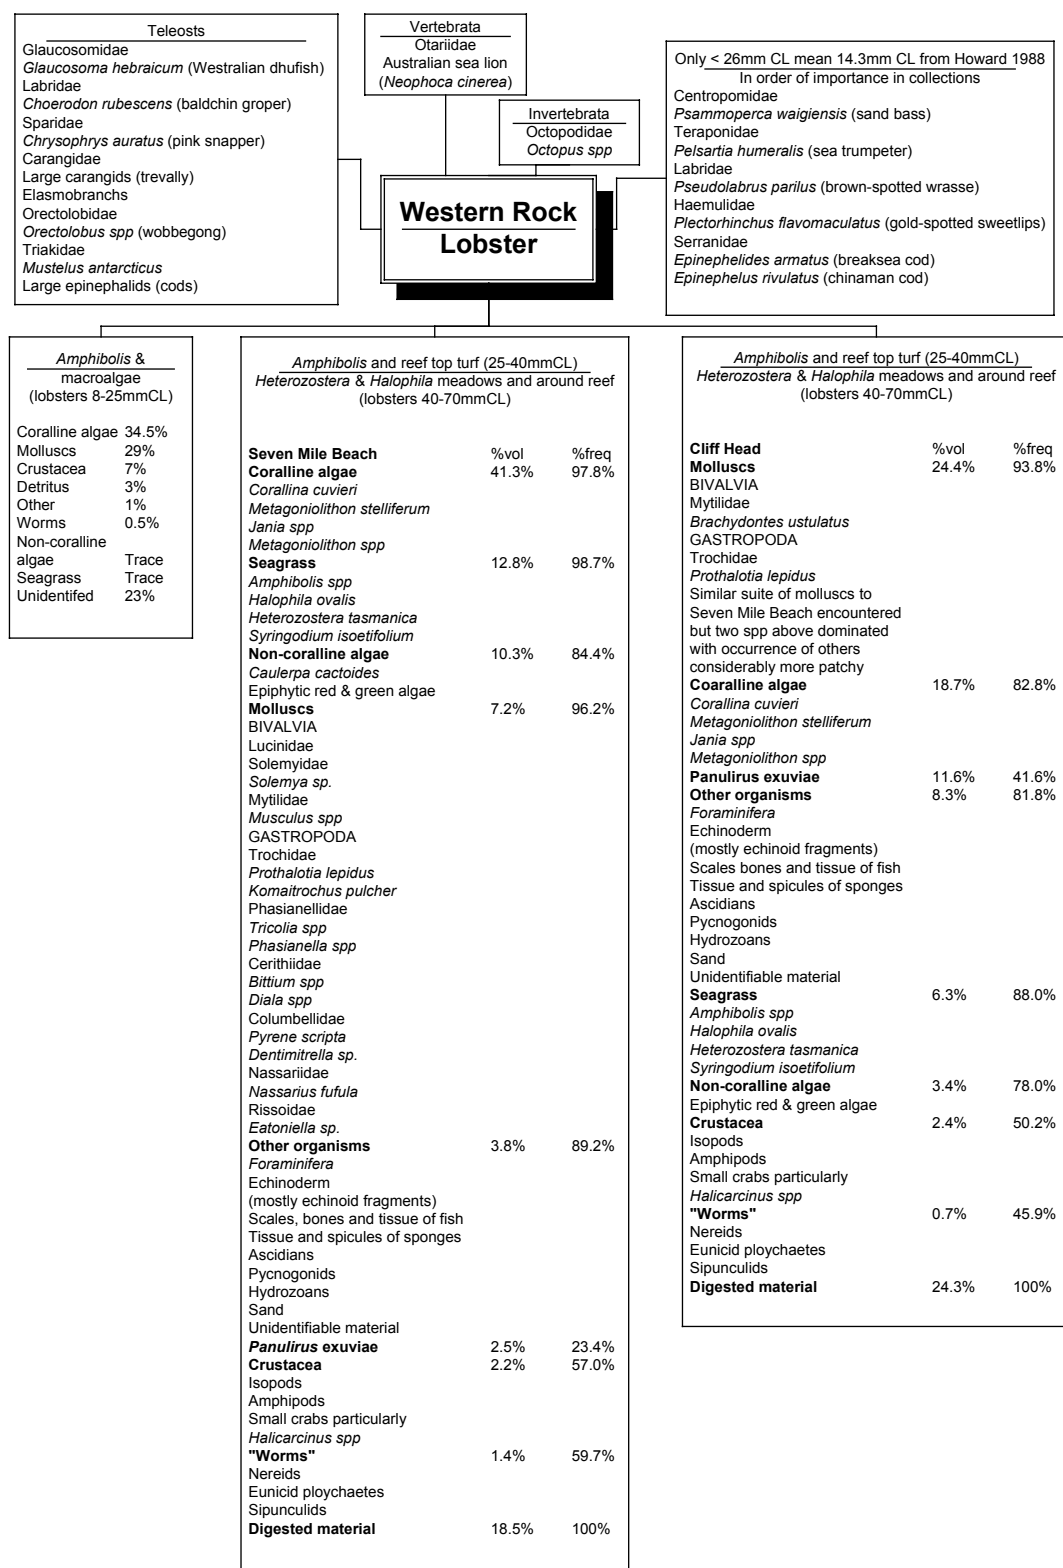 Teleosts
Glaucosomidae
Glaucosoma hebraicum (Westralian dhufish)
Labridae
Choerodon rubescens (baldchin groper)
Sparidae
Chrysophrys auratus (pink snapper)
Carangidae
Large carangids (trevally)
Elasmobranchs
Orectolobidae
Orectolobus spp (wobbegong)
Triakidae
Mustelus antarcticus
Large epinephalids (cods)
Vertebrata
Otariidae
Australian sea lion
(Neophoca cinerea)
Invertebrata
Octopodidae
Octopus spp
Only < 26mm CL mean 14.3mm CL from Howard 1988
In order of importance in collections
Centropomidae
Psammoperca waigiensis (sand bass)
Teraponidae
Pelsartia humeralis (sea trumpeter)
Labridae
Pseudolabrus parilus (brown-spotted wrasse)
Haemulidae
Plectorhinchus flavomaculatus (gold-spotted sweetlips)
Serranidae
Epinephelides armatus (breaksea cod)
Epinephelus rivulatus (chinaman cod)
Western Rock
Lobster
Amphibolis &
macroalgae
(lobsters 8-25mmCL)
Coralline algae 34.5%
Molluscs 29%
Crustacea 7%
Detritus 3%
Other 1%
Worms 0.5%
Non-coralline
algae Trace
Seagrass Trace
Unidentifed 23%
Amphibolis and reef top turf (25-40mmCL)
Heterozostera & Halophila meadows and around reef
(lobsters 40-70mmCL)
Seven Mile Beach %vol %freq
Coralline algae 41.3% 97.8%
Corallina cuvieri
Metagoniolithon stelliferum
Jania spp
Metagoniolithon spp
Seagrass 12.8% 98.7%
Amphibolis spp
Halophila ovalis
Heterozostera tasmanica
Syringodium isoetifolium
Non-coralline algae 10.3% 84.4%
Caulerpa cactoides
Epiphytic red & green algae
Molluscs 7.2% 96.2%
BIVALVIA
Lucinidae
Solemyidae
Solemya sp.
Mytilidae
Musculus spp
GASTROPODA
Trochidae
Prothalotia lepidus
Komaitrochus pulcher
Phasianellidae
Tricolia spp
Phasianella spp
Cerithiidae
Bittium spp
Diala spp
Columbellidae
Pyrene scripta
Dentimitrella sp.
Nassariidae
Nassarius fufula
Rissoidae
Eatoniella sp.
Other organisms 3.8% 89.2%
Foraminifera
Echinoderm
(mostly echinoid fragments)
Scales, bones and tissue of fish
Tissue and spicules of sponges
Ascidians
Pycnogonids
Hydrozoans
Sand
Unidentifiable material
Panulirus exuviae 2.5% 23.4%
Crustacea 2.2% 57.0%
Isopods
Amphipods
Small crabs particularly
Halicarcinus spp
"Worms" 1.4% 59.7%
Nereids
Eunicid ploychaetes
Sipunculids
Digested material 18.5% 100%
Amphibolis and reef top turf (25-40mmCL)
Heterozostera & Halophila meadows and around reef
(lobsters 40-70mmCL)
Cliff Head %vol %freq
Molluscs 24.4% 93.8%
BIVALVIA
Mytilidae
Brachydontes ustulatus
GASTROPODA
Trochidae
Prothalotia lepidus
Similar suite of molluscs to
Seven Mile Beach encountered
but two spp above dominated
with occurrence of others
considerably more patchy
Coaralline algae 18.7% 82.8%
Corallina cuvieri
Metagoniolithon stelliferum
Jania spp
Metagoniolithon spp
Panulirus exuviae 11.6% 41.6%
Other organisms 8.3% 81.8%
Foraminifera
Echinoderm
(mostly echinoid fragments)
Scales bones and tissue of fish
Tissue and spicules of sponges
Ascidians
Pycnogonids
Hydrozoans
Sand
Unidentifiable material
Seagrass 6.3% 88.0%
Amphibolis spp
Halophila ovalis
Heterozostera tasmanica
Syringodium isoetifolium
Non-coralline algae 3.4% 78.0%
Epiphytic red & green algae
Crustacea 2.4% 50.2%
Isopods
Amphipods
Small crabs particularly
Halicarcinus spp
"Worms" 0.7% 45.9%
Nereids
Eunicid ploychaetes
Sipunculids
Digested material 24.3% 100%